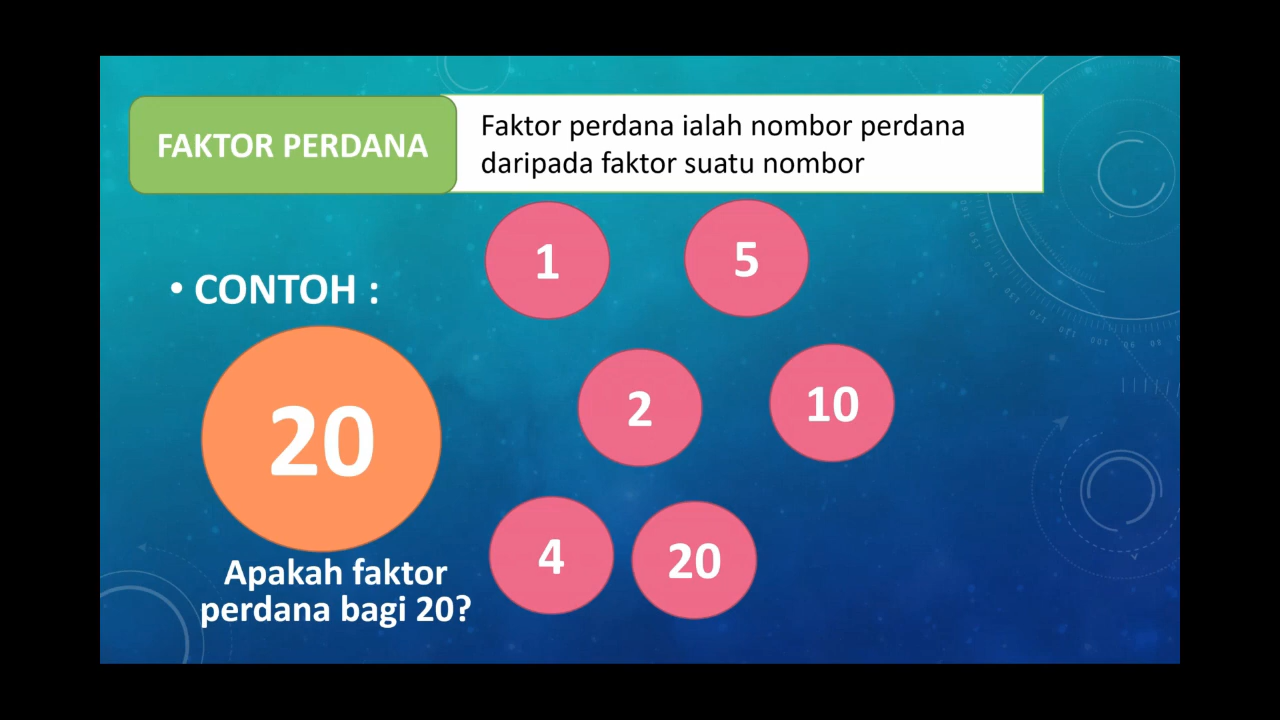 FAKTOR PERDANA
Faktor perdana ialah nombor perdana
daripada faktor suatu nombor
• CONTOH :
20
Apakah faktor
perdana bagi 20?
1
5
2
10
4
20